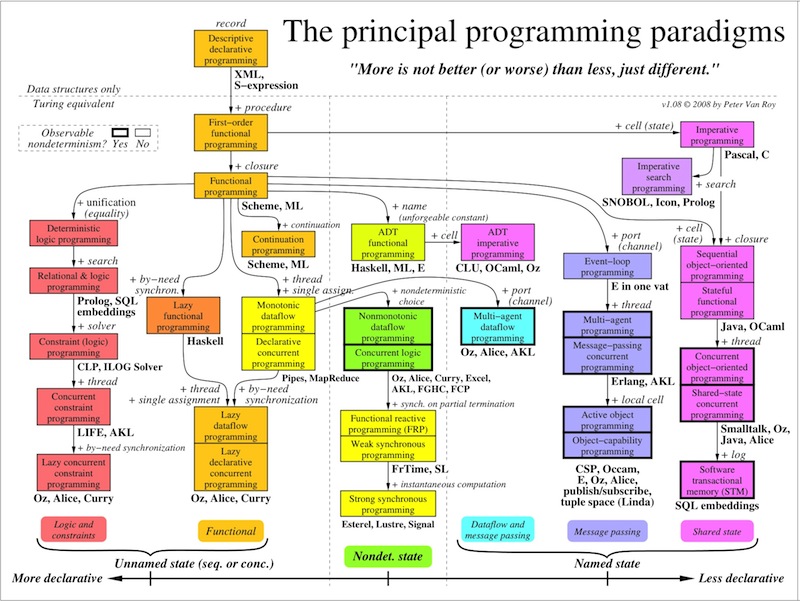 The principal programming paradigms
"More is not better (or worse) than less, just different."
v1.08 © 2008 by Peter Van Roy
record
Descriptive
declarative
programming
XML,
S−expression
Data structures only
Turing equivalent
Observable
nondeterminism?
Yes
No
+ procedure
First−order
functional
programming
+ cell (state)
Imperative
programming
Pascal, C
Imperative
search
programming
+ search
SNOBOL, Icon, Prolog
+ closure
Functional
programming
Scheme, ML
+ unification
(equality)
Deterministic
logic programming
+ search
Relational & logic
programming
Prolog, SQL
embeddings
+ solver
Constraint (logic)
programming
CLP, ILOG Solver
+ thread
Concurrent
constraint
programming
LIFE, AKL
+ by−need synchronization
Lazy concurrent
constraint
programming
Oz, Alice, Curry
+ continuation
Continuation
programming
Scheme, ML
+ by−need
synchron.
Lazy
functional
programming
Haskell
+ thread
+ single assignment
+ thread
+ single assign.
Monotonic
dataflow
programming
Declarative
concurrent
programming
Pipes, MapReduce
+ by−need
synchronization
Lazy
dataflow
programming
Lazy
declarative
concurrent
programming
Oz, Alice, Curry
+ name
(unforgeable constant)
ADT
functional
programming
Haskell, ML, E
+ cell
ADT
imperative
programming
CLU, OCaml, Oz
+ nondeterministic
choice
Nonmonotonic
dataflow
programming
Concurrent logic
programming
Oz, Alice, Curry, Excel,
AKL, FGHC, FCP
+ synch. on partial termination
Functional reactive
programming (FRP)
Weak synchronous
programming
FrTime, SL
+ instantaneous computation
Strong synchronous
programming
Esterel, Lustre, Signal
+ port
(channel)
Multi−agent
dataflow
programming
Oz, Alice, AKL
+ port
(channel)
Event−loop
programming
E in one vat
+ thread
Multi−agent
programming
Message−passing
concurrent
programming
Erlang, AKL
+ local cell
Active object
programming
Object−capability
programming
CSP, Occam,
E, Oz, Alice,
publish/subscribe,
tuple space (Linda)
+ cell
(state)
+ closure
Sequential
object−oriented
programming
Stateful
functional
programming
Java, OCaml
+ thread
Concurrent
object−oriented
programming
Shared−state
concurrent
programming
Smalltalk, Oz,
Java, Alice
+ log
Software
transactional
memory (STM)
SQL embeddings
Logic and
constraints
Functional
Dataflow and
message passing
Message passing
Shared state
Unnamed state (seq. or conc.)
Nondet. state
Named state
More declarative
Less declarative